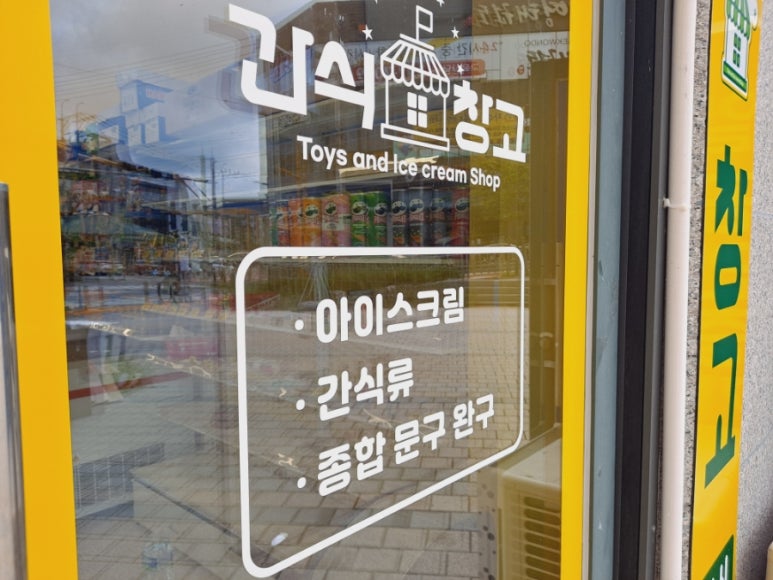 간식창고
Toys and Ice cream Shop
· 아이스크림
· 간식류
· 종합 문구 완구
창고